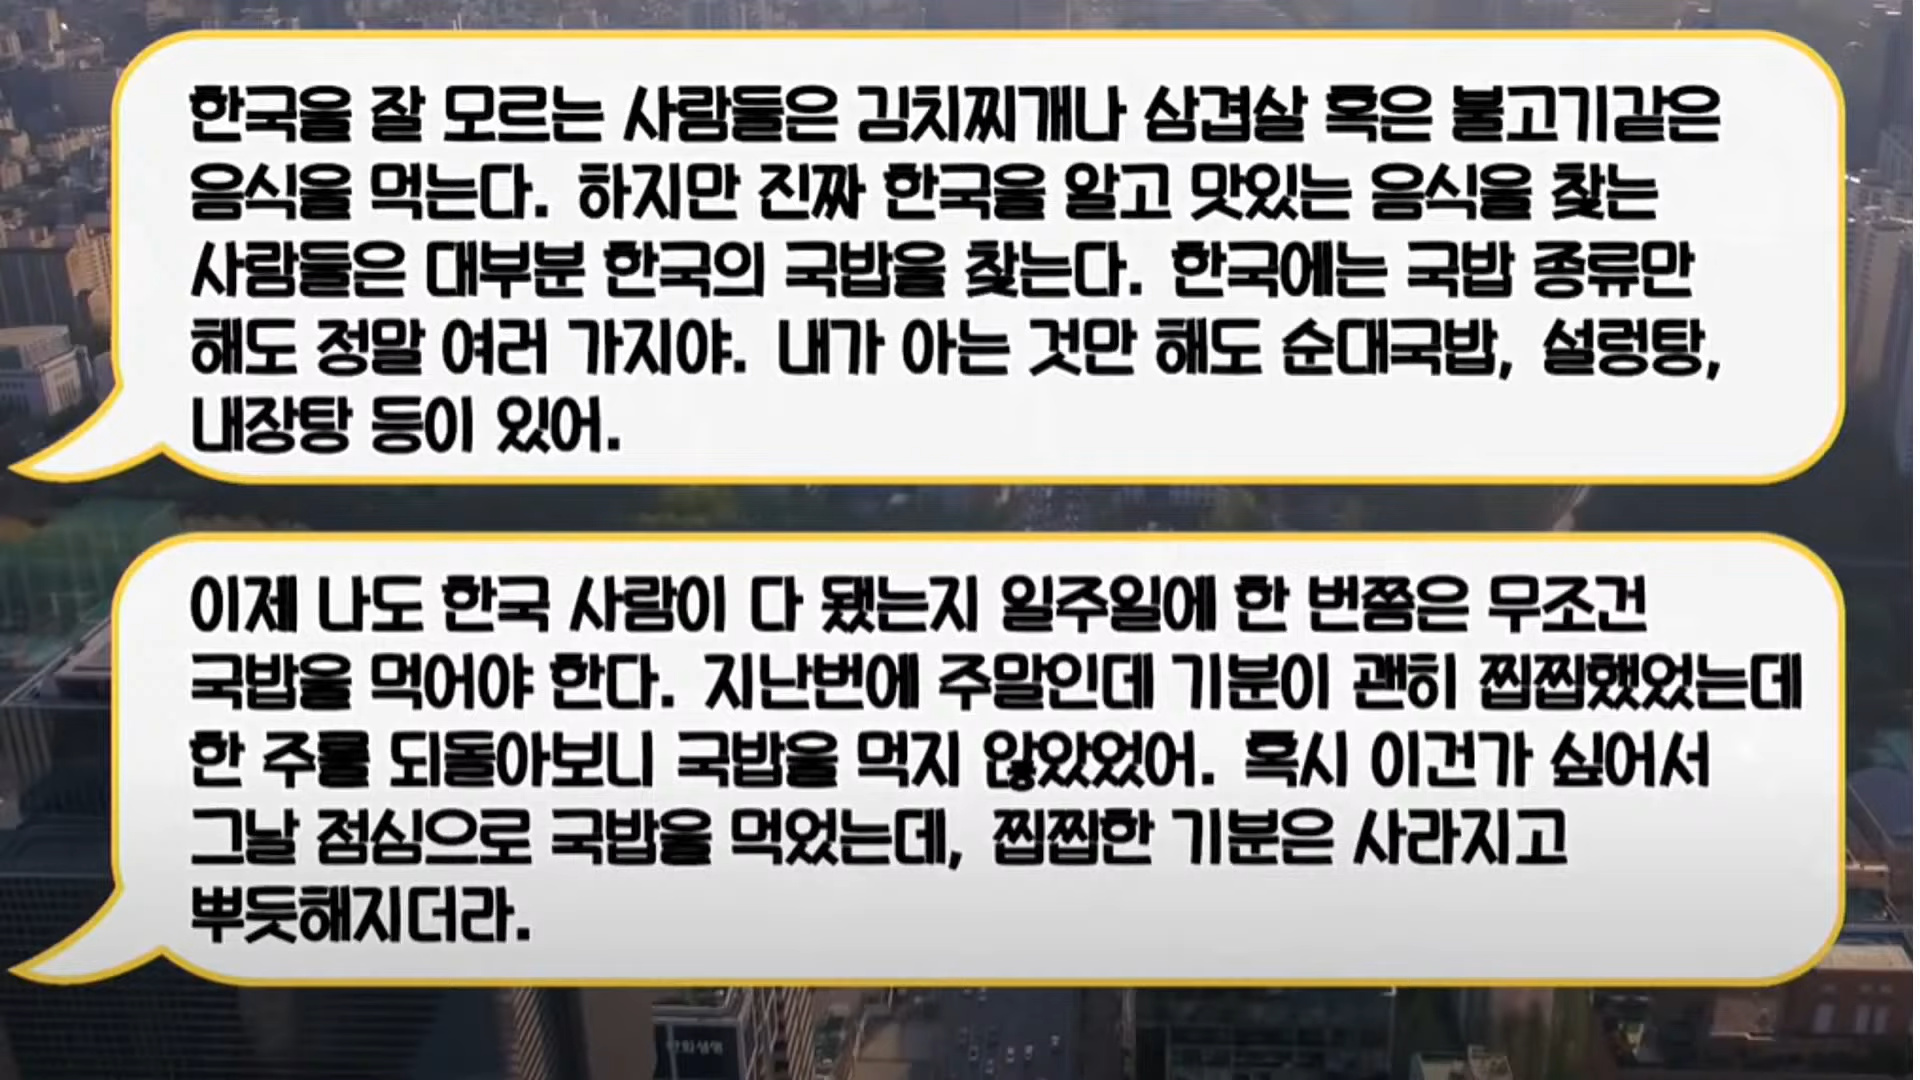 한국을 잘 모르는 사람들은 김치찌개나 삼겹살 혹은 불고기같은
음식을 먹는다. 하지만 진짜 한국을 알고 맛있는 음식을 찾는
사람들은 대부분 한국의 국밥을 찾는다. 한국에는 국밥 종류만
해도 정말 여러 가지야. 내가 아는 것만 해도 순대국밥, 설렁탕,
내장탕 등이 있어.
이제 나도 한국 사람이 다 됐는지 일주일에 한 번쯤은 무조건
국밥을 먹어야 한다. 지난번에 주말인데 기분이 괜히 찝찝했었는데
한 주를 되돌아보니 국밥을 먹지 않았었어. 혹시 이건가 싶어서
그날 점심으로 국밥을 먹었는데, 찝찝한 기분은 사라지고
뿌듯해지더라.